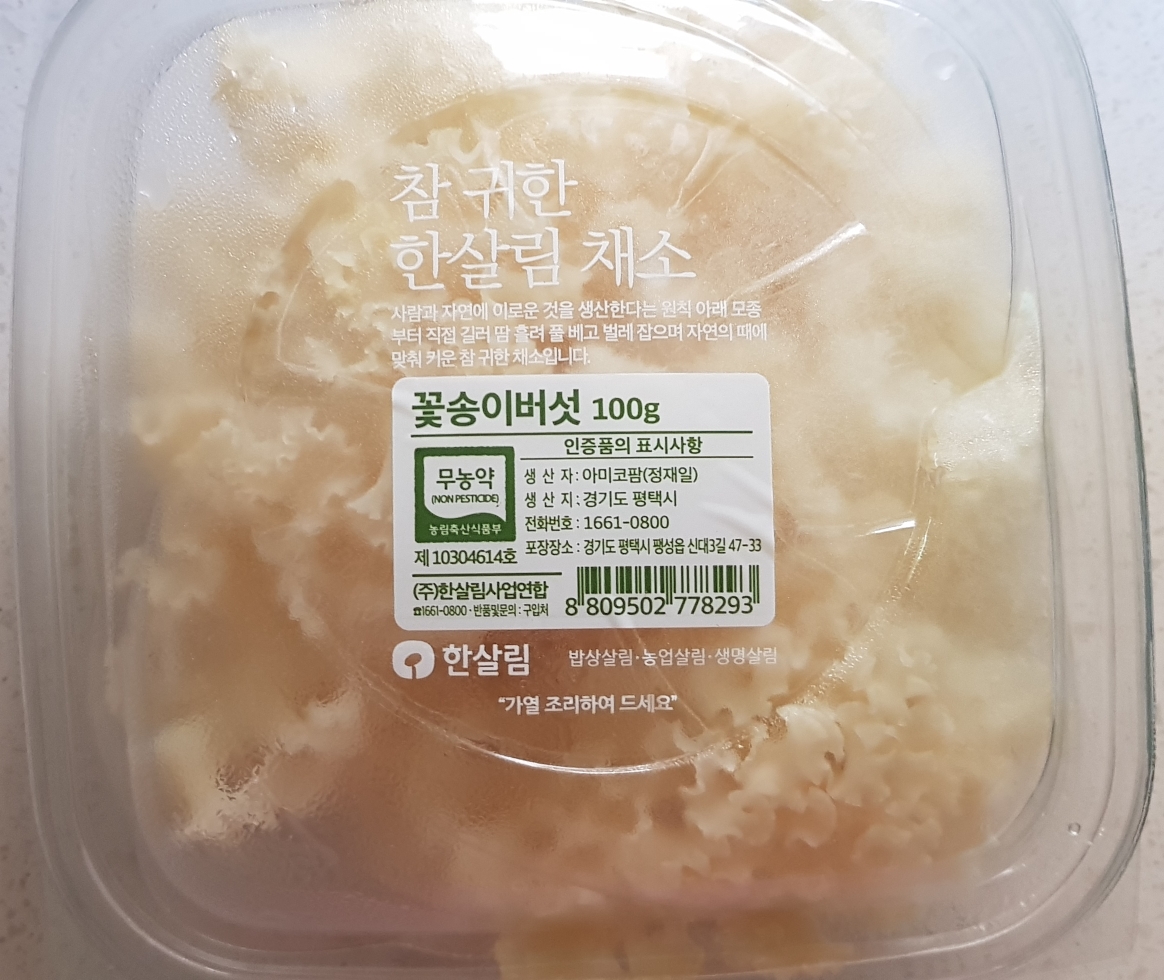 참 귀한
한살림 채소
사람과 자연에 이로운 것을 생산한다는 원칙 아래 모종
부터 직접 길러 땀 흘려 풀 베고 벌레 잡으며 자연의 때에
맞춰 키운 참 귀한 채소입니다.
꽃송이버섯 100g
인증품의 표시사항
무농약
(NON PESTICIDE)
농림축산식품부
제 10304614호
생 산 자 : 아미코팜(정재일)
생 산 지 : 경기도 평택시
전화번호 : 1661-0800
포장장소 : 경기도 평택시 팽성읍 신대3길 47-33
(주)한살림사업연합
☎1661-0800 · 반품및문의 : 구입처
8 809502 778293
한살림
밥상살림·농업살림·생명살림
“가열 조리하여 드세요”